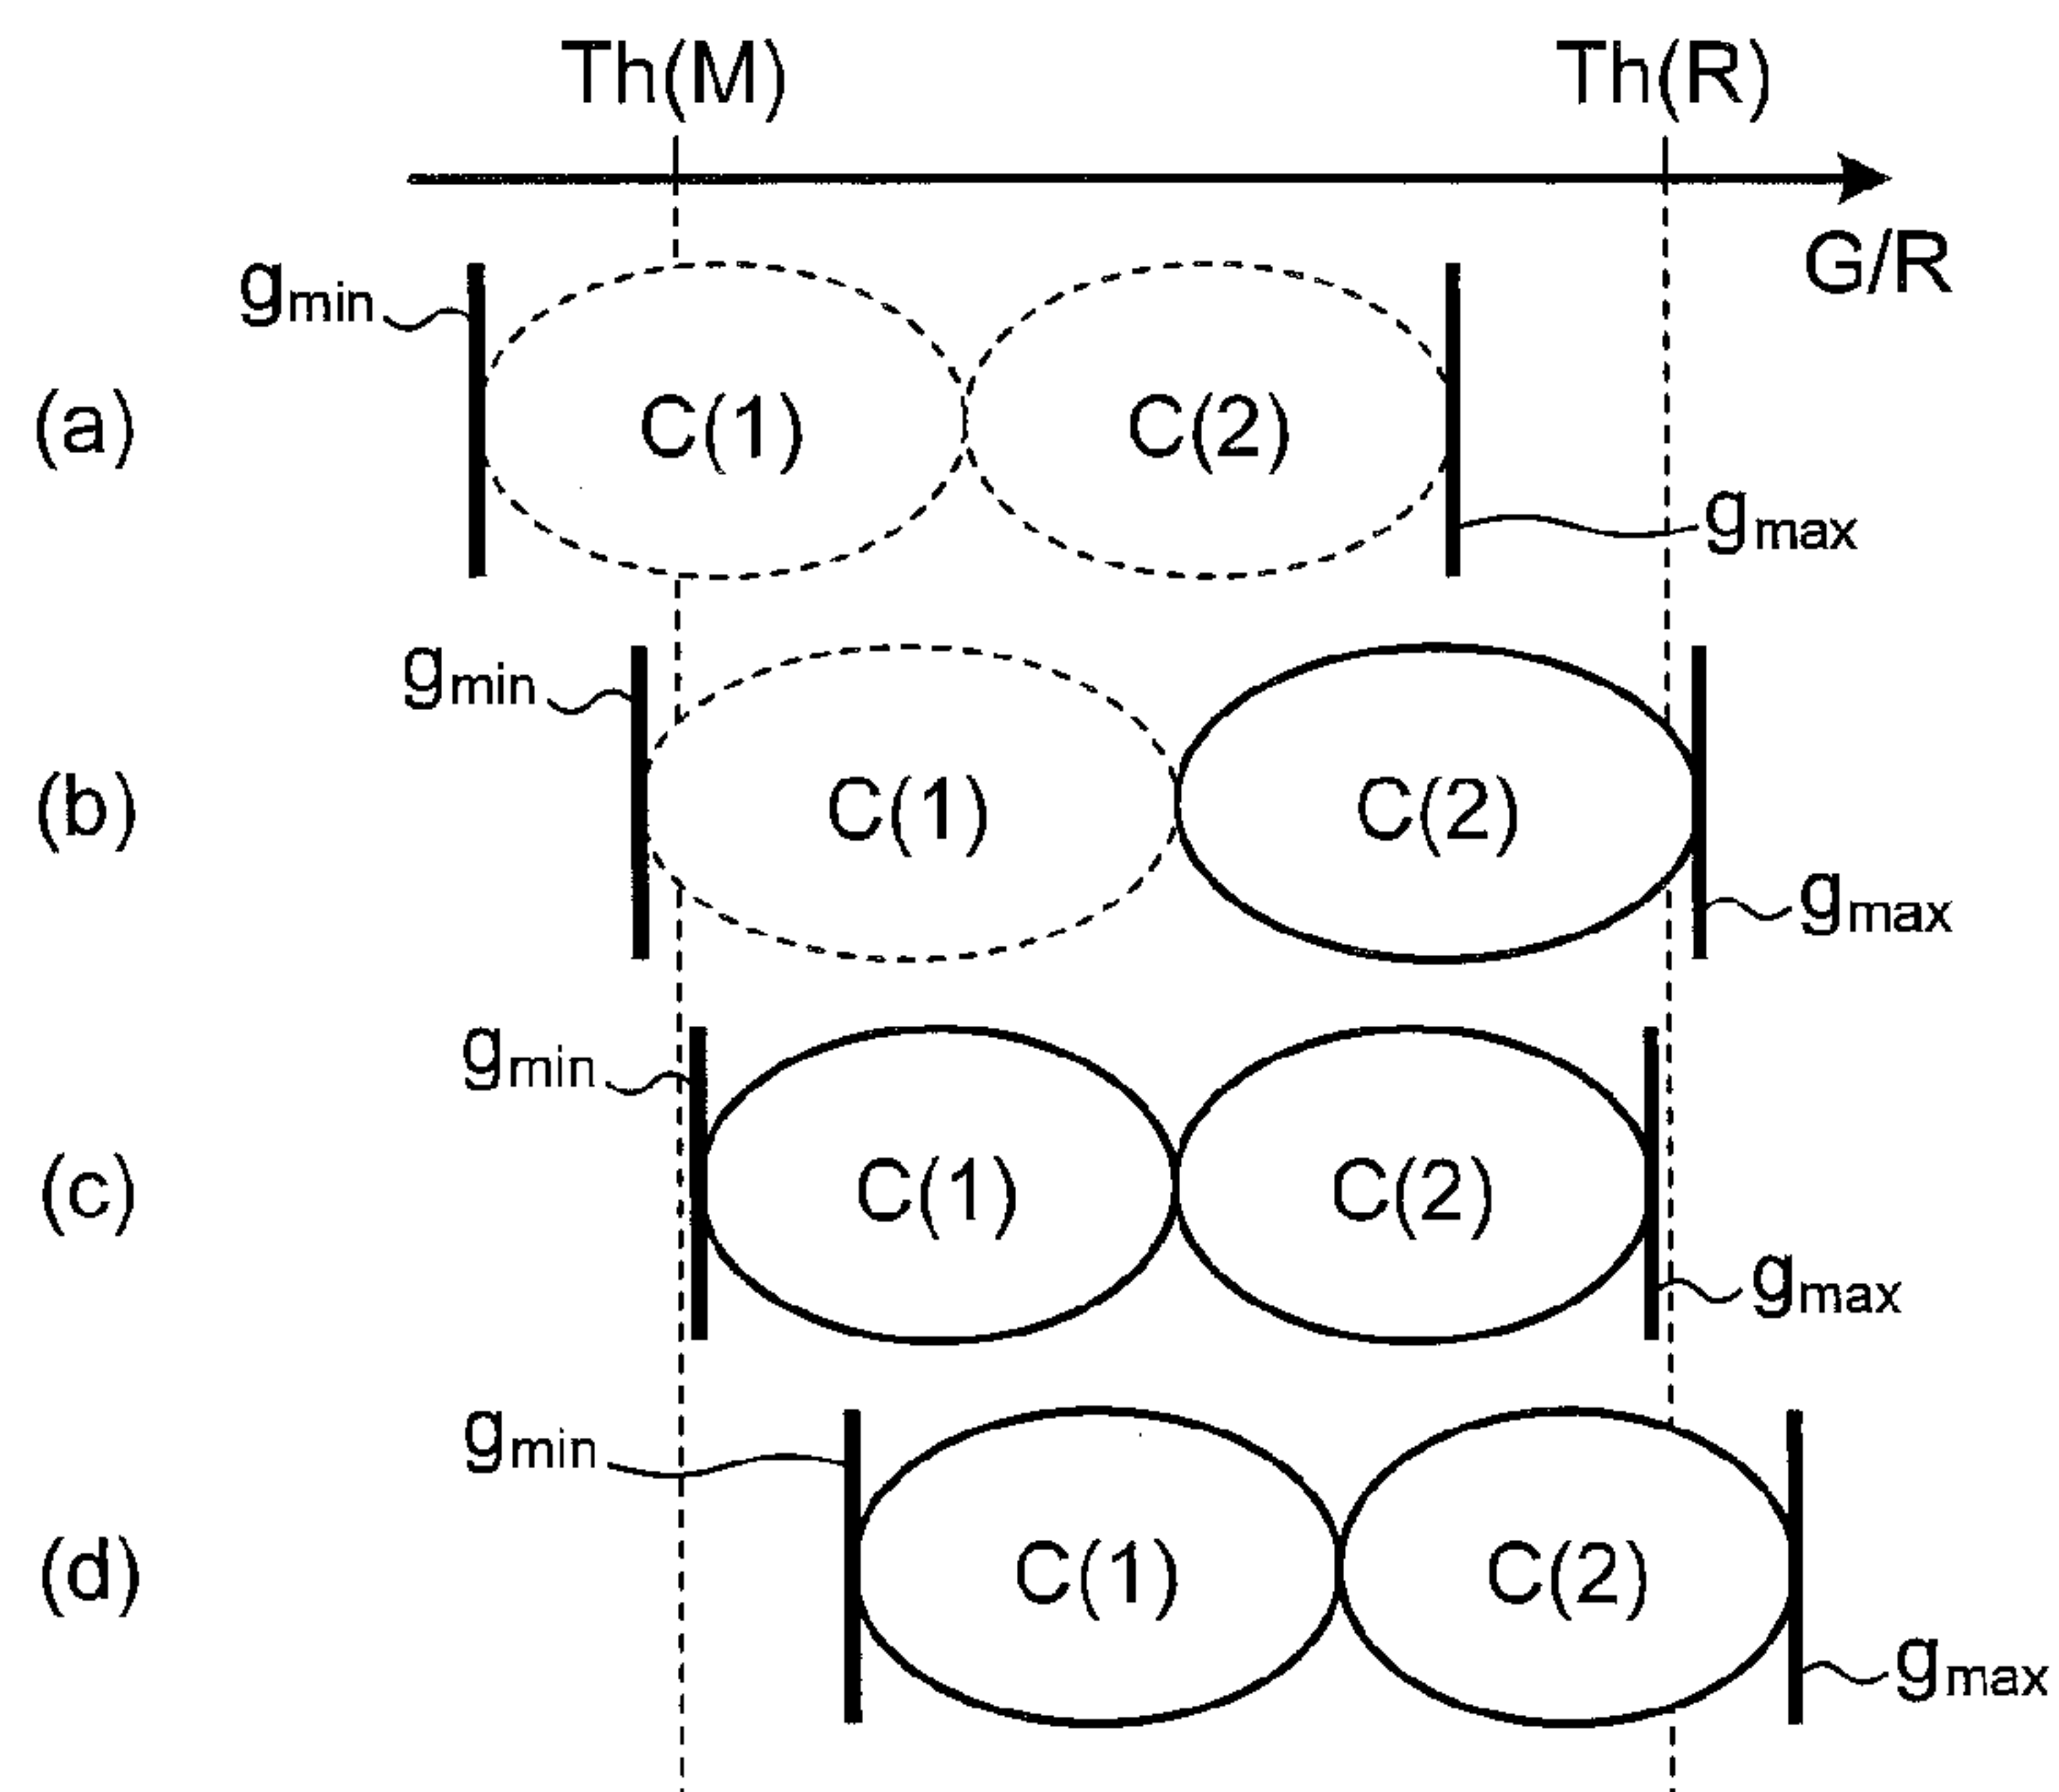 Th(M) Th(R)
G/R
gmin
(a) C(1) C(2)
gmax
gmin
(b) C(1) C(2)
gmax
gmin
(c) C(1) C(2)
gmax
gmin
(d) C(1) C(2)
gmax